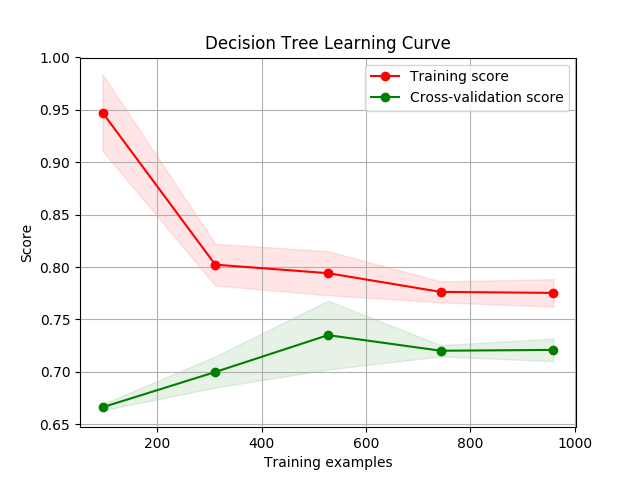 Decision Tree Learning Curve
Training score
Cross-validation score
Score
1.00
0.95
0.90
0.85
0.80
0.75
0.70
0.65
200 400 600 800 1000
Training examples